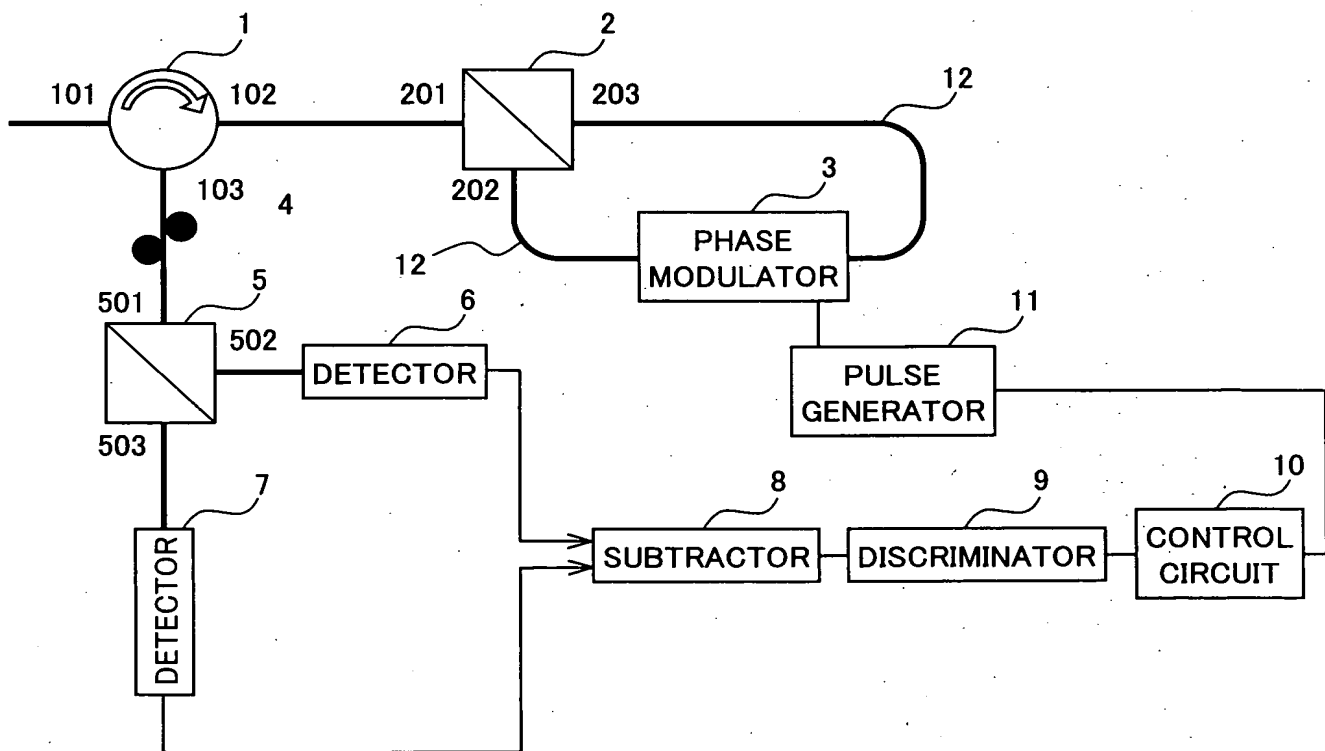 1
2
101
102
201
203
12
103
4
202
3
PHASE
MODULATOR
12
501
5
502
6
DETECTOR
11
PULSE
GENERATOR
503
7
DETECTOR
8
SUBTRACTOR
9
DISCRIMINATOR
10
CONTROL
CIRCUIT